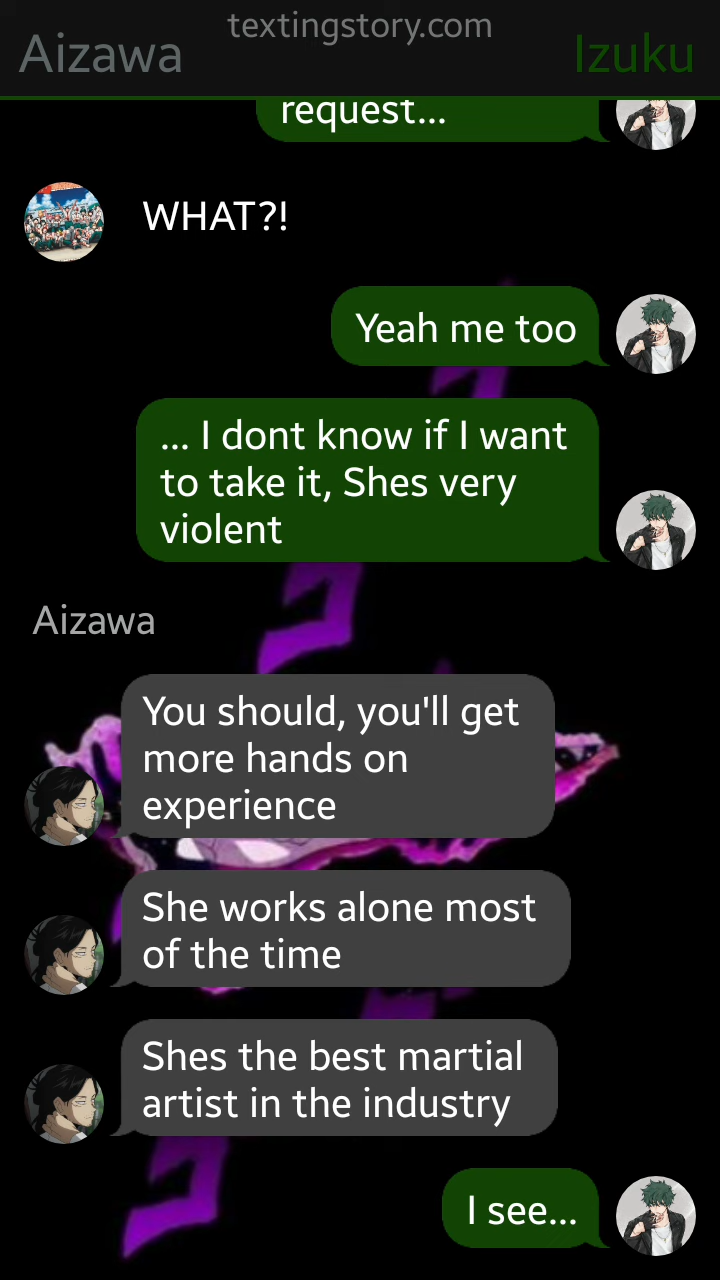 textingstory.com
Aizawa
Izuku
request...
WHAT?!
Yeah me too
... I dont know if I want
to take it, Shes very
violent
Aizawa
You should, you'll get
more hands on
experience
She works alone most
of the time
Shes the best martial
artist in the industry
I see...